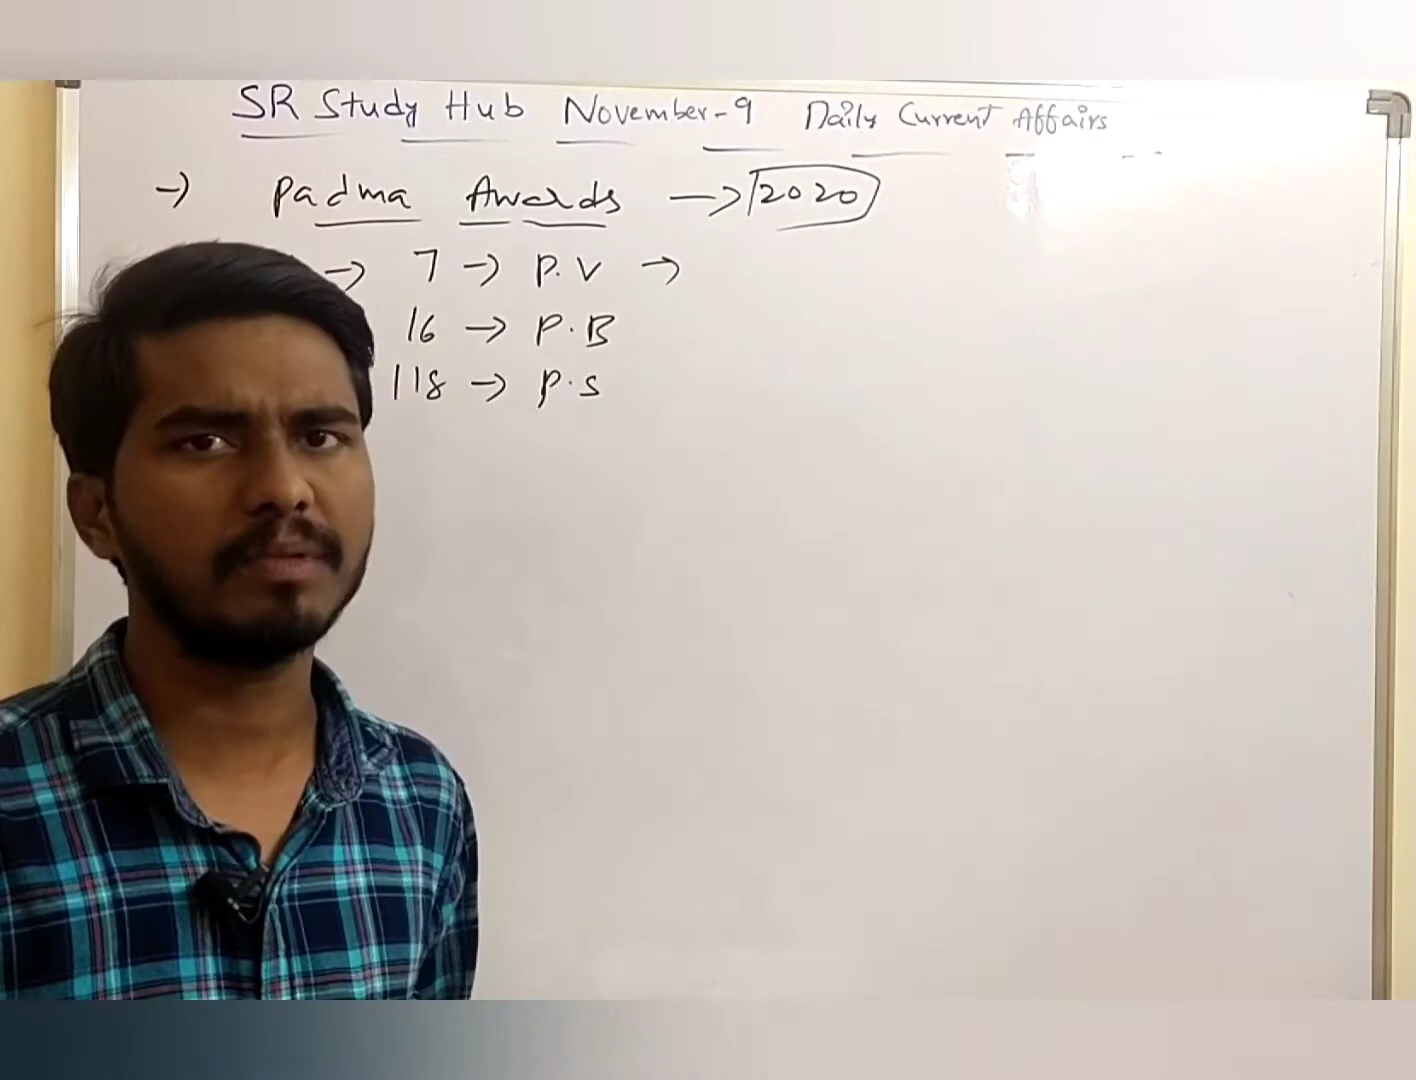 SR Study Hub November-9 Daily Current Affairs
→ Padma Awards → 2020
→ 7 → P.V →
16 → P.B
118 → P.S